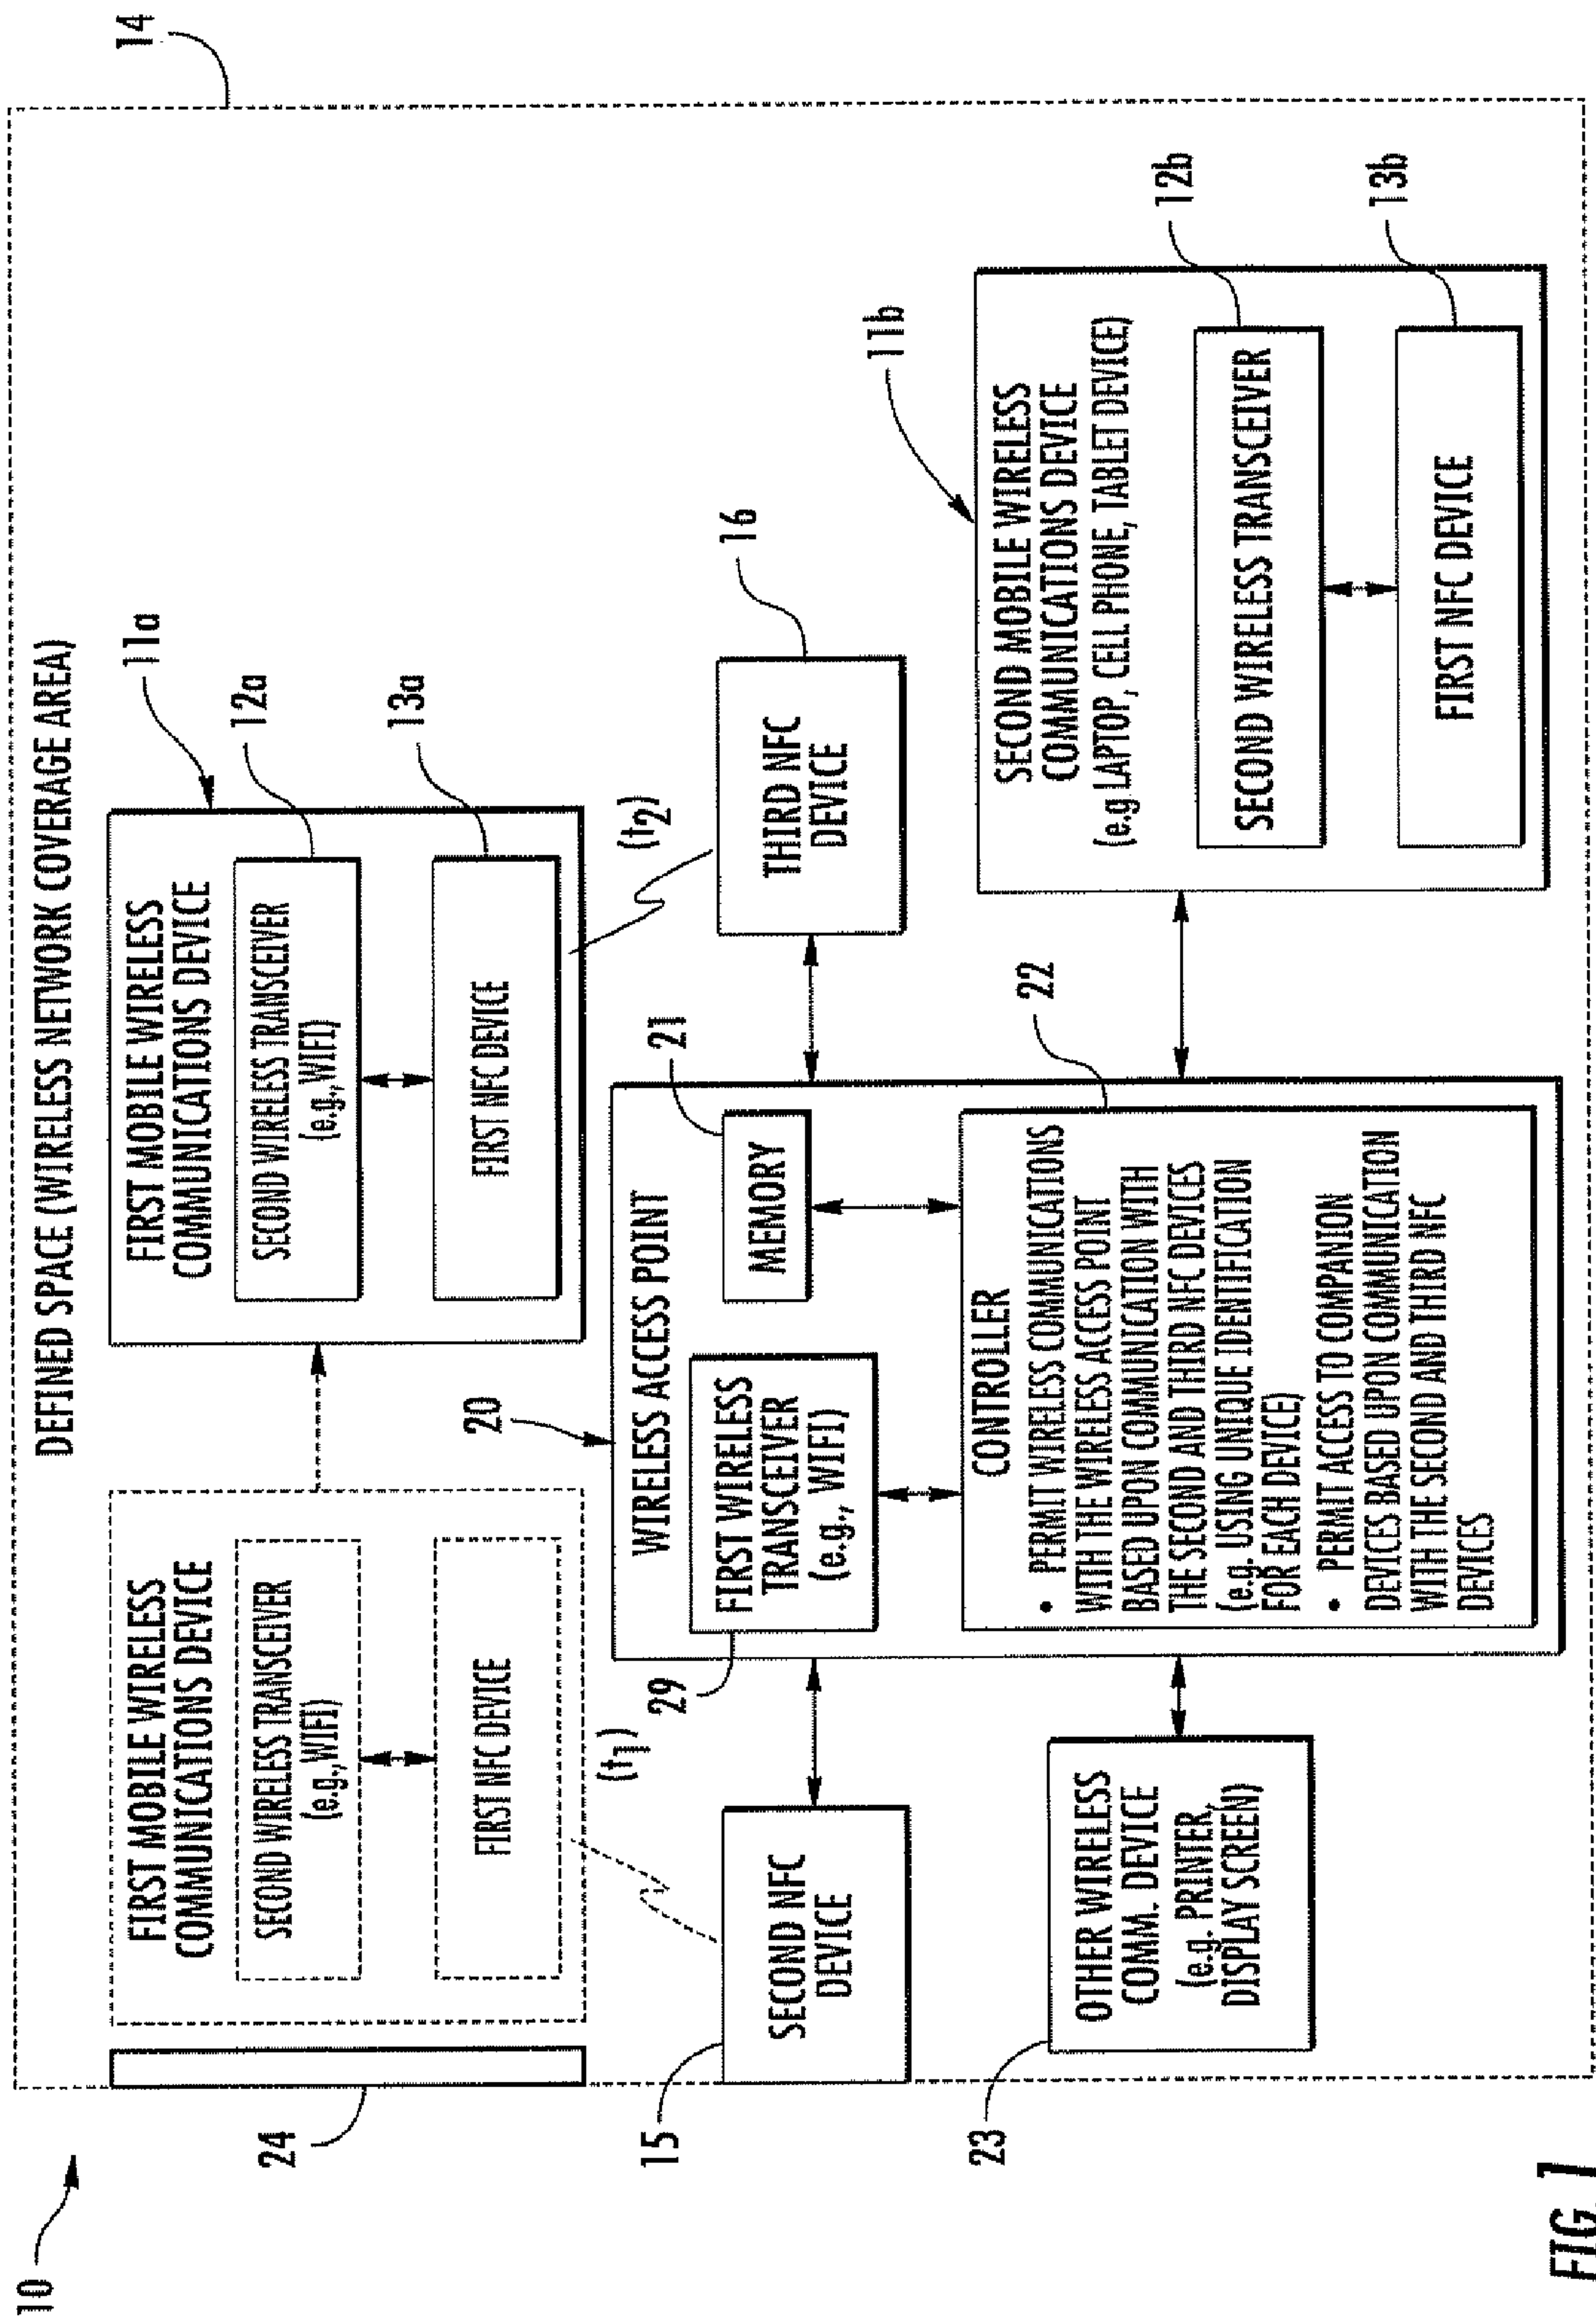 10
14
DEFINED SPACE (WIRELESS NETWORK COVERAGE AREA)
24
FIRST MOBILE WIRELESS
COMMUNICATIONS DEVICE
SECOND WIRELESS TRANSCEIVER
(e.g., WIFI)
FIRST NFC DEVICE
(t1)
11a
FIRST MOBILE WIRELESS
COMMUNICATIONS DEVICE
12a
SECOND WIRELESS TRANSCEIVER
(e.g., WIFI)
13a
FIRST NFC DEVICE
(t2)
15
SECOND NFC
DEVICE
20
WIRELESS ACCESS POINT
29
FIRST WIRELESS
TRANSCEIVER
(e.g., WIFI)
21
MEMORY
22
CONTROLLER
• PERMIT WIRELESS COMMUNICATIONS
WITH THE WIRELESS ACCESS POINT
BASED UPON COMMUNICATION WITH
THE SECOND AND THIRD NFC DEVICES
(e.g. USING UNIQUE IDENTIFICATION
FOR EACH DEVICE)
• PERMIT ACCESS TO COMPANION
DEVICES BASED UPON COMMUNICATION
WITH THE SECOND AND THIRD NFC
DEVICES
16
THIRD NFC
DEVICE
23
OTHER WIRELESS
COMM. DEVICE
(e.g. PRINTER,
DISPLAY SCREEN)
11b
SECOND MOBILE WIRELESS
COMMUNICATIONS DEVICE
(e.g LAPTOP, CELL PHONE, TABLET DEVICE)
12b
SECOND WIRELESS TRANSCEIVER
13b
FIRST NFC DEVICE
FIG. 1